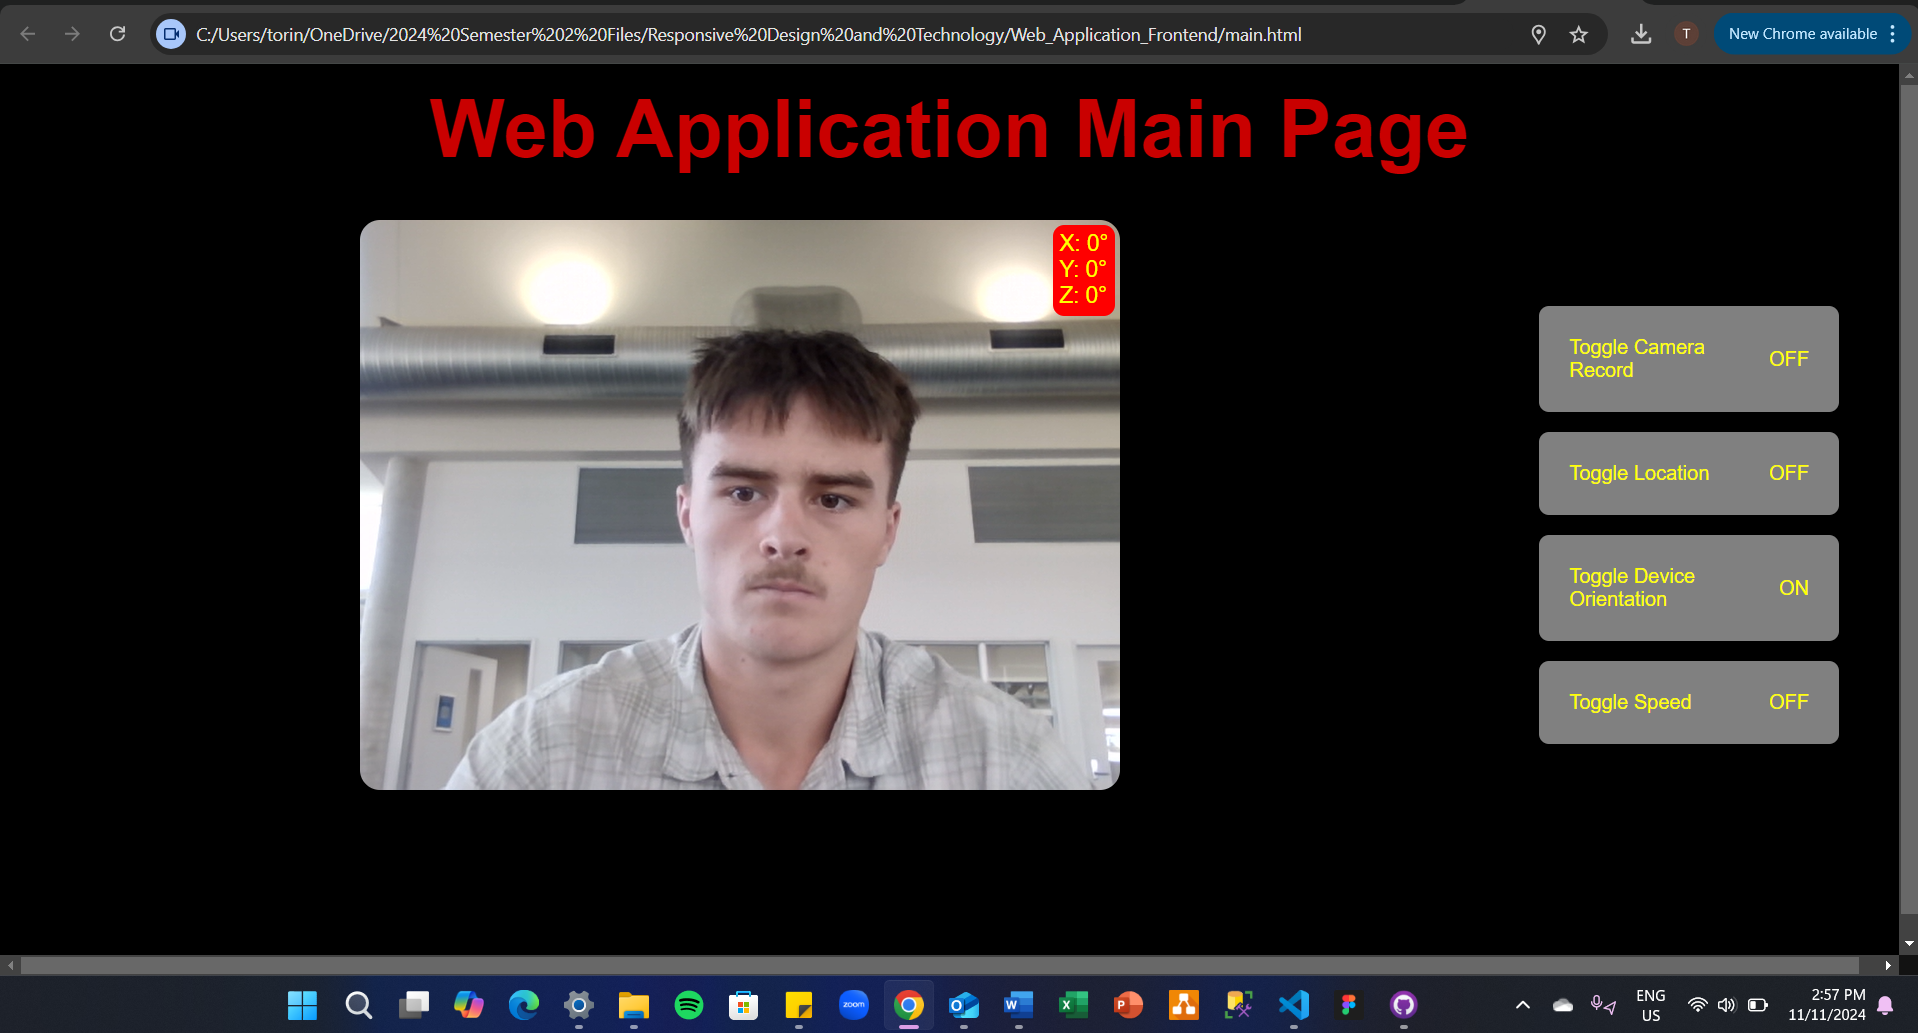 C:/Users/torin/OneDrive/2024%20Semester%202%20Files/Responsive%20Design%20and%20Technology/Web_Application_Frontend/main.html
T
New Chrome available
Web Application Main Page
X: 0°
Y: 0°
Z: 0°
Toggle Camera
Record
OFF
Toggle Location
OFF
Toggle Device
Orientation
ON
Toggle Speed
OFF
zoom
ENG
US
2:57 PM
11/11/2024